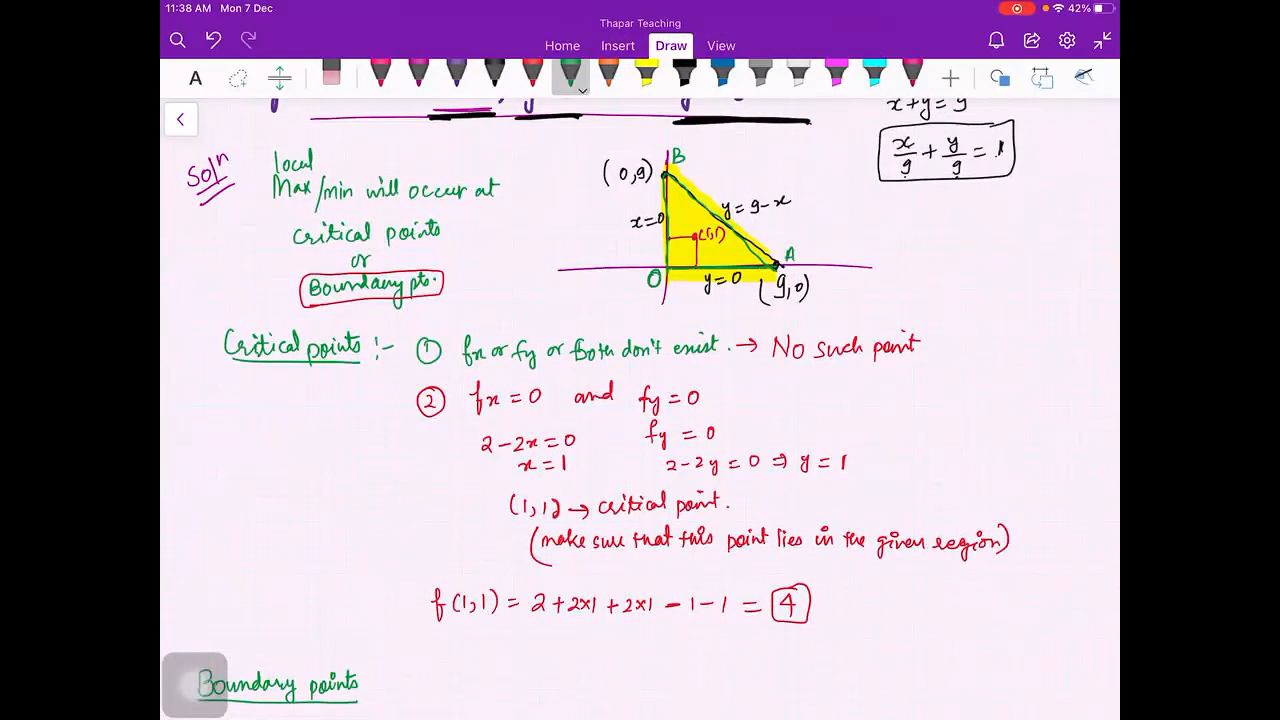 11:38 AM Mon 7 Dec
42%
Thapar Teaching
Home Insert Draw View
A
x+y=9
x/9 + y/9 = 1
Solⁿ
local
Max/min will occur at
critical points
or
Boundary pts.
B
(0,9)
x=0
y=9-x
(1,1)
A
O
y=0
(9,0)
Critical points :- ① fx or fy or Both don't exist. → No such point
② fx = 0 and fy = 0
2-2x=0 fy = 0
x=1 2-2y=0 ⇒ y=1
(1,1) → critical point.
(make sure that this point lies in the given region)
f(1,1) = 2+2×1+2×1-1-1 = 4
Boundary points